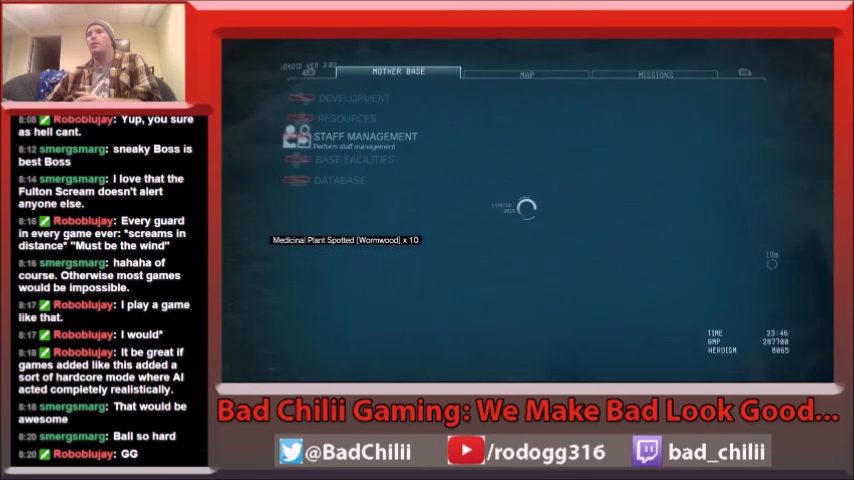 8:08 Roboblujay: Yup, you sure
as hell cant.
8:12 smergsmarg: sneaky Boss is
best Boss
8:14 smergsmarg: I love that the
Fulton Scream doesn't alert
anyone else.
8:16 Roboblujay: Every guard
in every game ever: *screams in
distance* "Must be the wind"
8:16 smergsmarg: hahaha of
course. Otherwise most games
would be impossible.
8:17 Roboblujay: I play a game
like that.
8:17 Roboblujay: I would*
8:18 Roboblujay: It be great if
games added like this added a
sort of hardcore mode where AI
acted completely realistically.
8:18 smergsmarg: That would be
awesome
8:20 smergsmarg: Ball so hard
8:20 Roboblujay: GG
MOTHER BASE
MAP
MISSIONS
DEVELOPMENT
RESOURCES
STAFF MANAGEMENT
Perform staff management
BASE FACILITIES
DATABASE
Medicinal Plant Spotted [Wormwood] x 10
TIME 23:46
GMP 287700
HEROISM 8065
Bad Chilii Gaming: We Make Bad Look Good...
@BadChilii
/rodogg316
bad_chilii